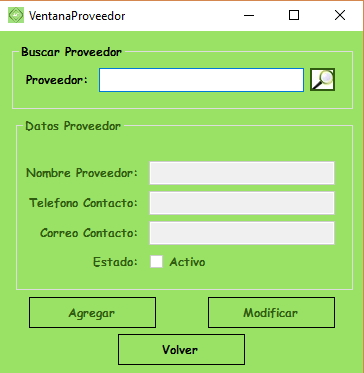 VentanaProveedor
Buscar Proveedor
Proveedor:
Datos Proveedor
Nombre Proveedor:
Telefono Contacto:
Correo Contacto:
Estado: Activo
Agregar Modificar
Volver